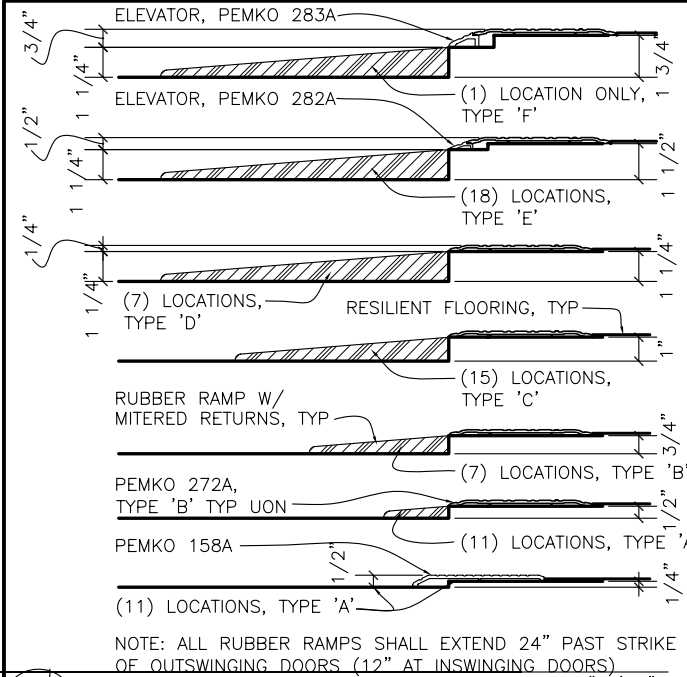 3/4"
ELEVATOR, PEMKO 283A
1 1/4"
1 3/4"
(1) LOCATION ONLY,
TYPE 'F'
1/2"
ELEVATOR, PEMKO 282A
1 1/4"
1 1/2"
(18) LOCATIONS,
TYPE 'E'
1/4"
1 1/4"
1 1/4"
(7) LOCATIONS,
TYPE 'D'
RESILIENT FLOORING, TYP
1"
(15) LOCATIONS,
TYPE 'C'
RUBBER RAMP W/
MITERED RETURNS, TYP
3/4"
(7) LOCATIONS, TYPE 'B'
PEMKO 272A,
TYPE 'B' TYP UON
1/2"
(11) LOCATIONS, TYPE 'A
PEMKO 158A
1/2"
1/4"
(11) LOCATIONS, TYPE 'A'
NOTE: ALL RUBBER RAMPS SHALL EXTEND 24" PAST STRIKE
OF OUTSWINGING DOORS (12" AT INSWINGING DOORS)